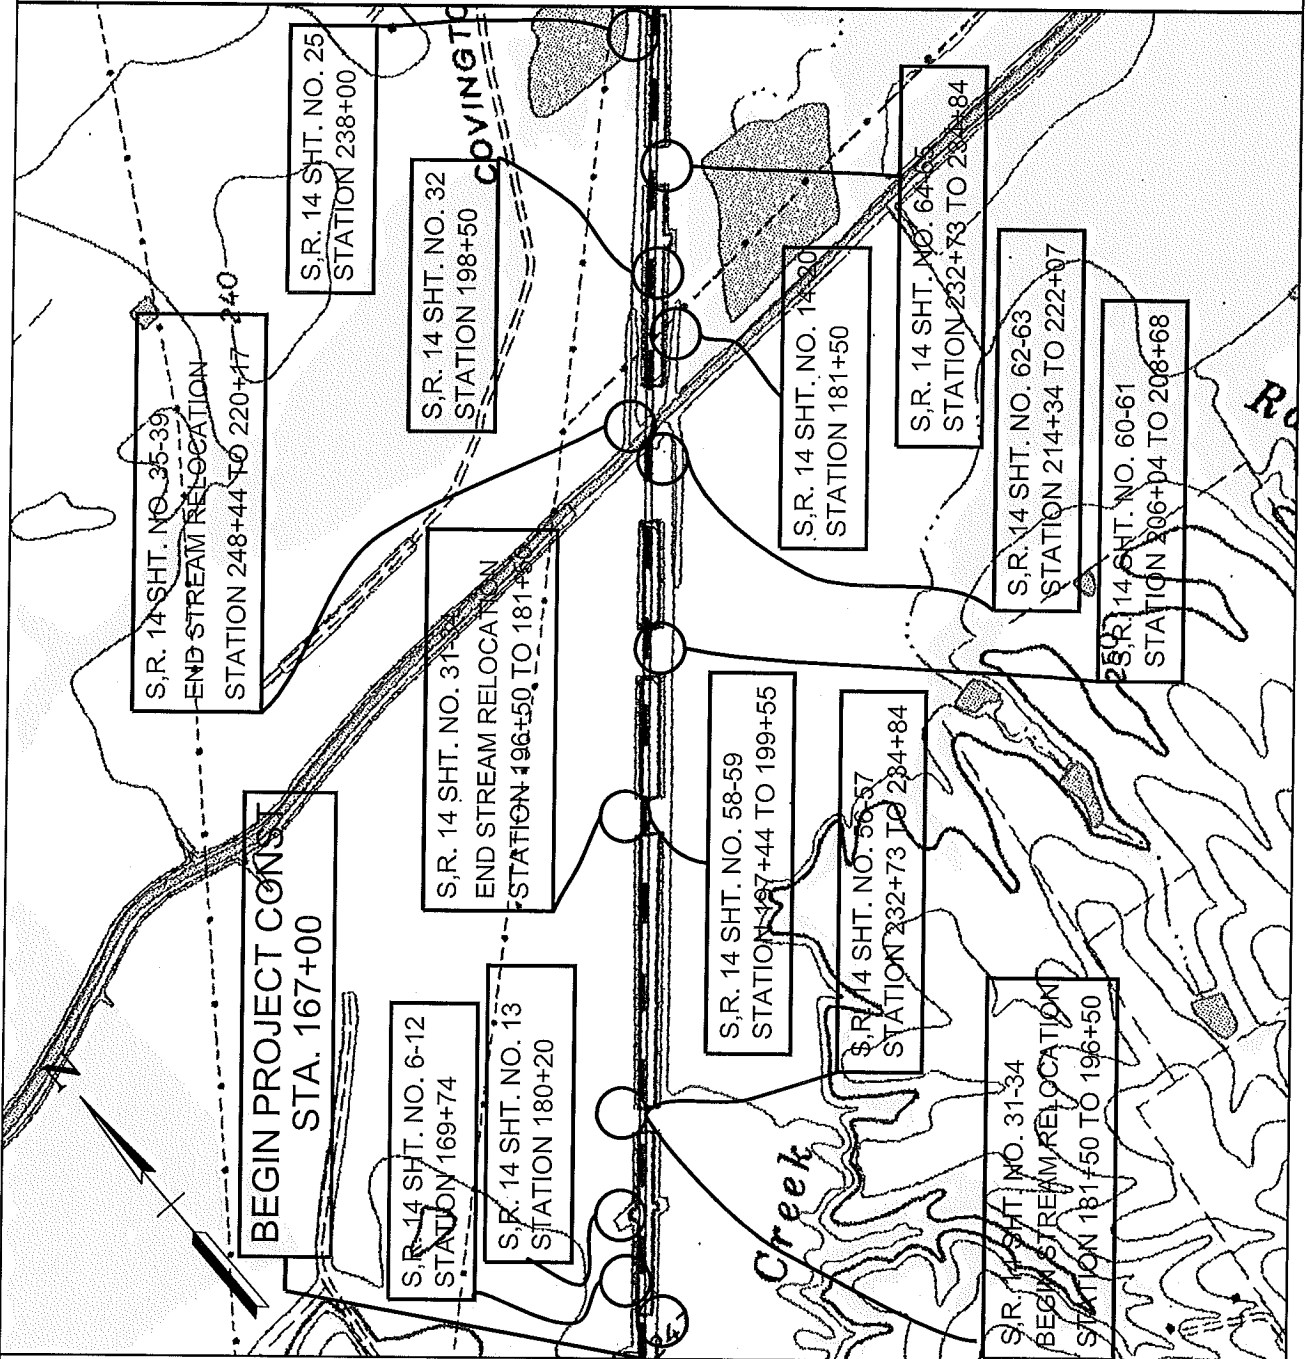 S.R. 14 SHT. NO. 35-39
END STREAM RELOCATION
STATION 248+44 TO 220+17
240
S.R. 14 SHT. NO. 25
STATION 238+00
COVINGTO
S.R. 14 SHT. NO. 32
STATION 198+50
BEGIN PROJECT CONST
STA. 167+00
N
S.R. 14 SHT. NO. 31-34
END STREAM RELOCATION
STATION 196+50 TO 181+50
S.R. 14 SHT. NO. 6-12
STATION 169+74
S.R. 14 SHT. NO. 13
STATION 180+20
S.R. 14 SHT. NO. 14-20
STATION 181+50
S.R. 14 SHT. NO. 64-65
STATION 232+73 TO 234+84
S.R. 14 SHT. NO. 62-63
STATION 214+34 TO 222+07
S.R. 14 SHT. NO. 60-61
STATION 206+04 TO 208+68
250
S.R. 14 SHT. NO. 58-59
STATION 197+44 TO 199+55
S.R. 14 SHT. NO. 56-57
STATION 232+73 TO 234+84
S.R. 14 SHT. NO. 31-34
BEGIN STREAM RELOCATION
STATION 181+50 TO 196+50
Creek
Ro